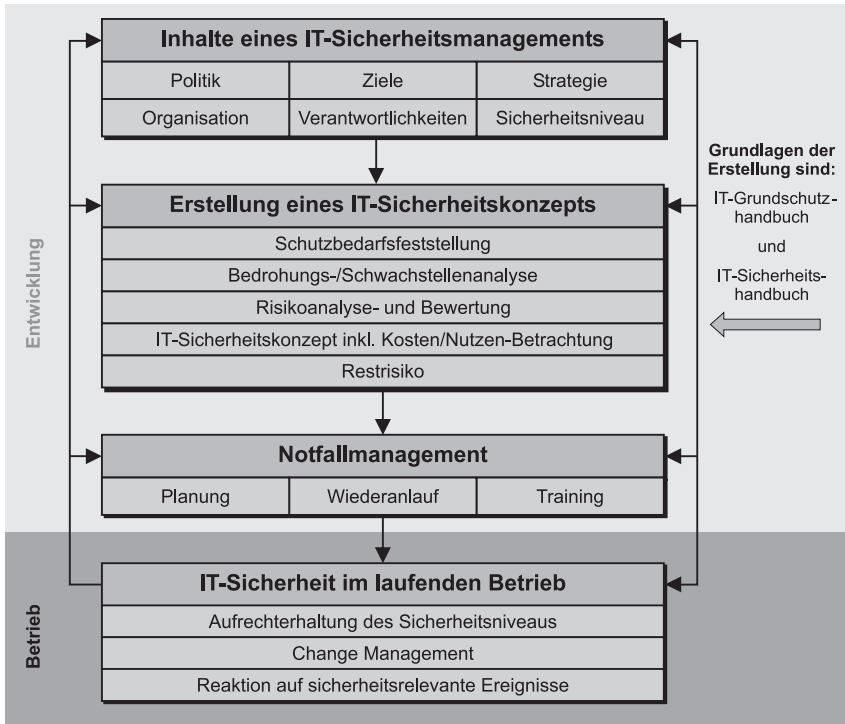 Inhalte eines IT-Sicherheitsmanagements
Politik
Ziele
Strategie
Organisation
Verantwortlichkeiten
Sicherheitsniveau
Erstellung eines IT-Sicherheitskonzepts
Schutzbedarfsfeststellung
Bedrohungs-/Schwachstellenanalyse
Risikoanalyse- und Bewertung
IT-Sicherheitskonzept inkl. Kosten/Nutzen-Betrachtung
Restrisiko
Notfallmanagement
Planung
Wiederanlauf
Training
IT-Sicherheit im laufenden Betrieb
Aufrechterhaltung des Sicherheitsniveaus
Change Management
Reaktion auf sicherheitsrelevante Ereignisse
Entwicklung
Betrieb
Grundlagen der
Erstellung sind:
IT-Grundschutz-
handbuch
und
IT-Sicherheits-
handbuch